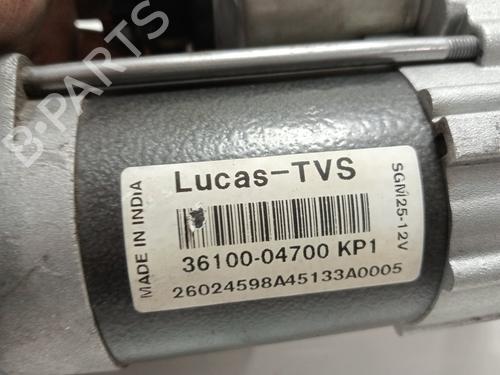 B-PARTS
Lucas-TVS
MADE IN INDIA
SGM25-12V
36100-04700 KP1
26024598A45133A0005